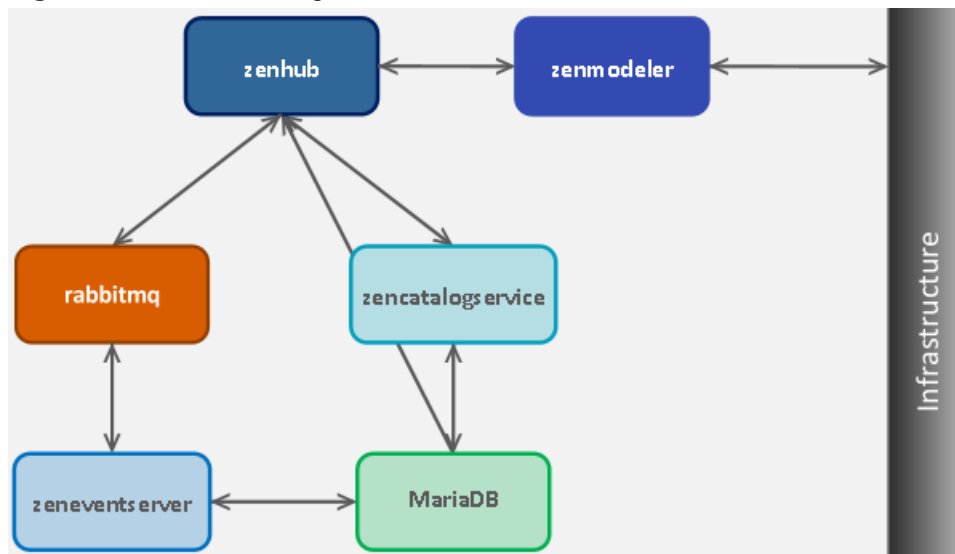 zenhub
zenmodeler
rabbitmq
zencatalogservice
Infrastructure
zeneventserver
MariaDB